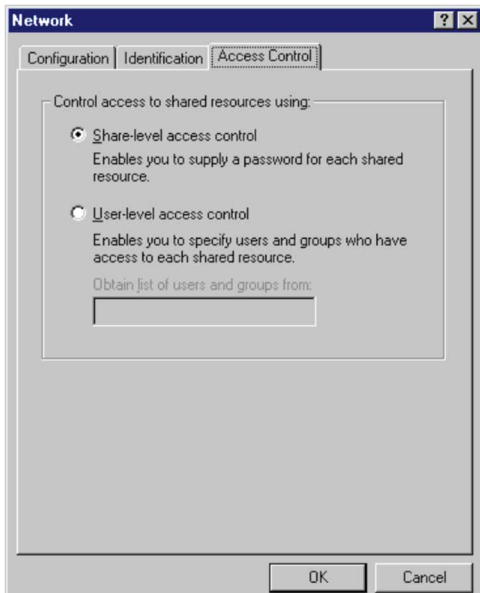 Network
Configuration Identification Access Control
Control access to shared resources using:
Share-level access control
Enables you to supply a password for each shared
resource.
User-level access control
Enables you to specify users and groups who have
access to each shared resource.
Obtain list of users and groups from:
OK Cancel